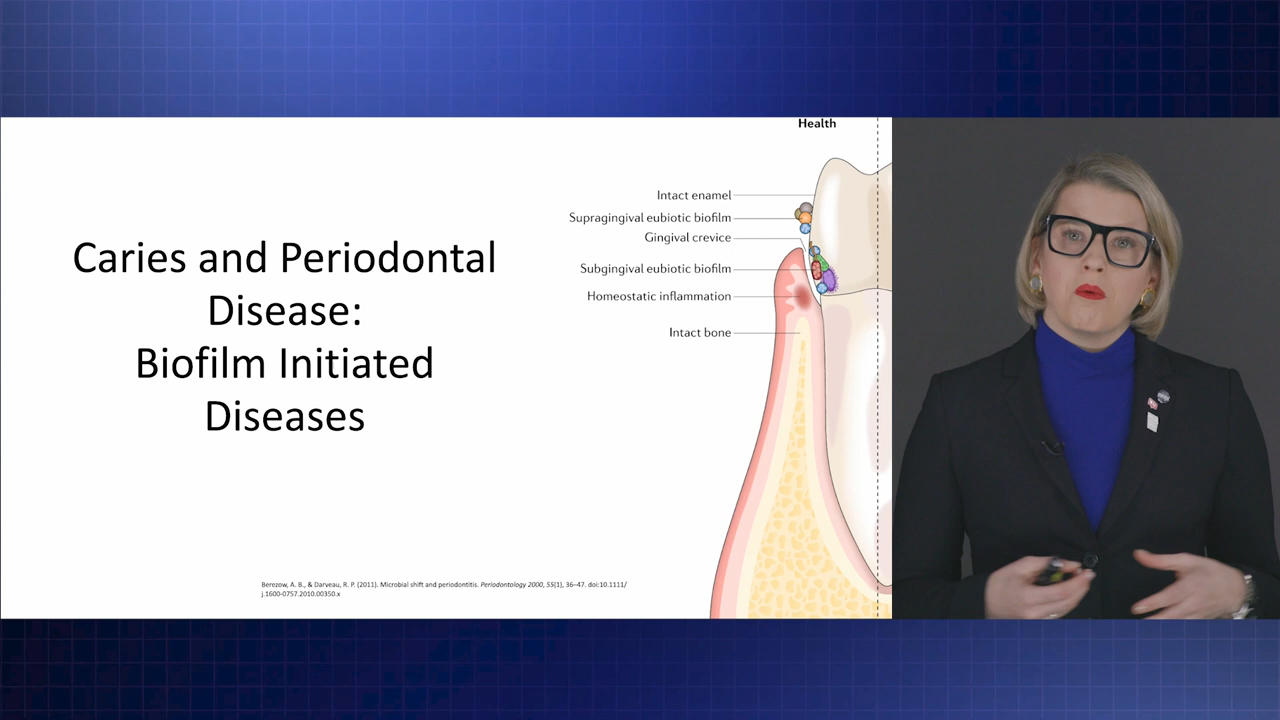 Health
Caries and Periodontal
Disease:
Biofilm Initiated
Diseases
Intact enamel
Supragingival eubiotic biofilm
Gingival crevice
Subgingival eubiotic biofilm
Homeostatic inflammation
Intact bone
Berezow, A. B., & Darveau, R. P. (2011). Microbial shift and periodontitis. Periodontology 2000, 55(1), 36–47. doi:10.1111/
j.1600-0757.2010.00350.x